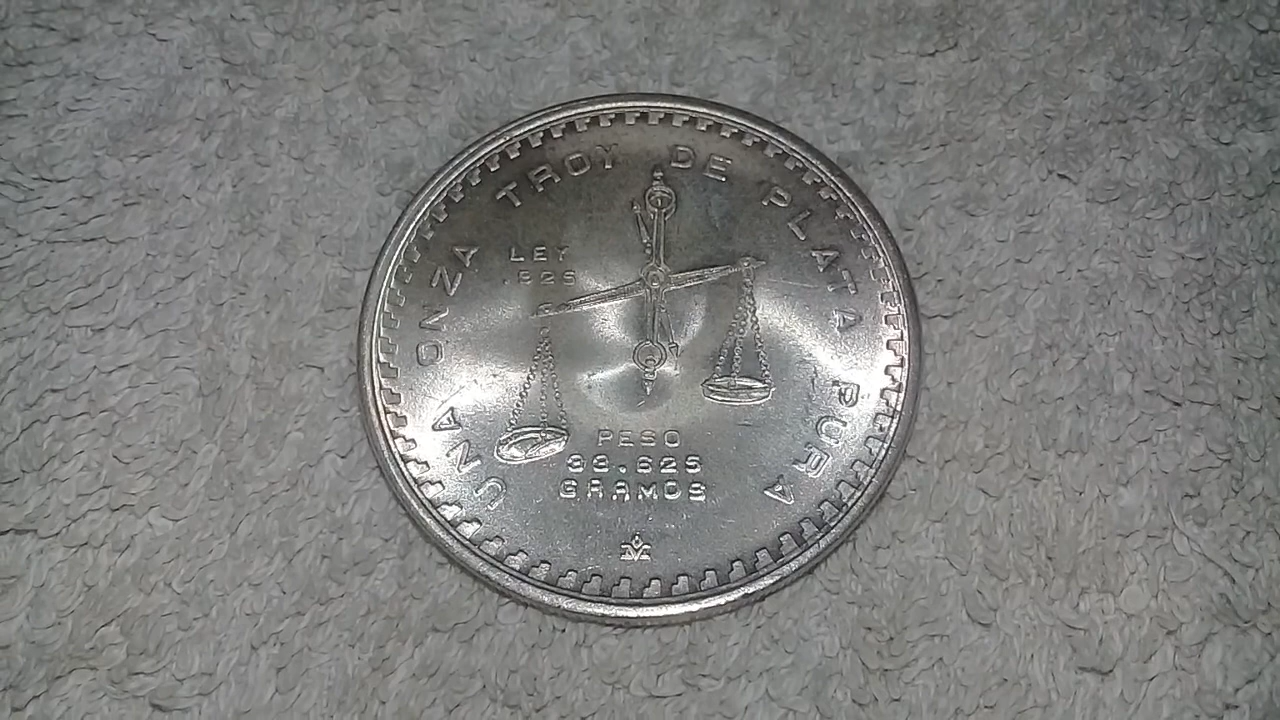 UNA ONZA TROY DE PLATA PURA
LEY
.925
PESO
33.625
GRAMOS
M